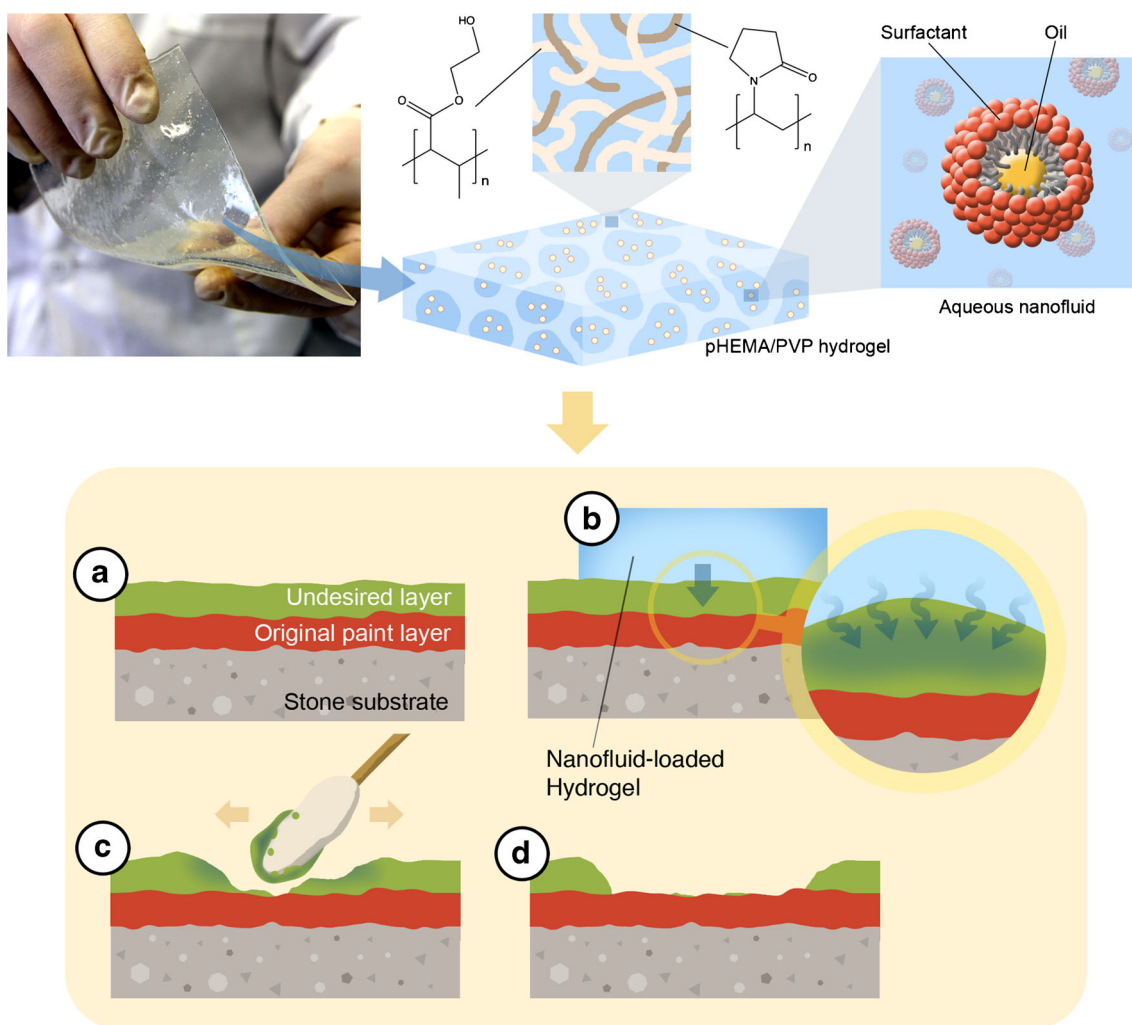 HO
O
O
n
N
O
n
Surfactant
Oil
Aqueous nanofluid
pHEMA/PVP hydrogel
a
Undesired layer
Original paint layer
Stone substrate
b
Nanofluid-loaded
Hydrogel
c
d